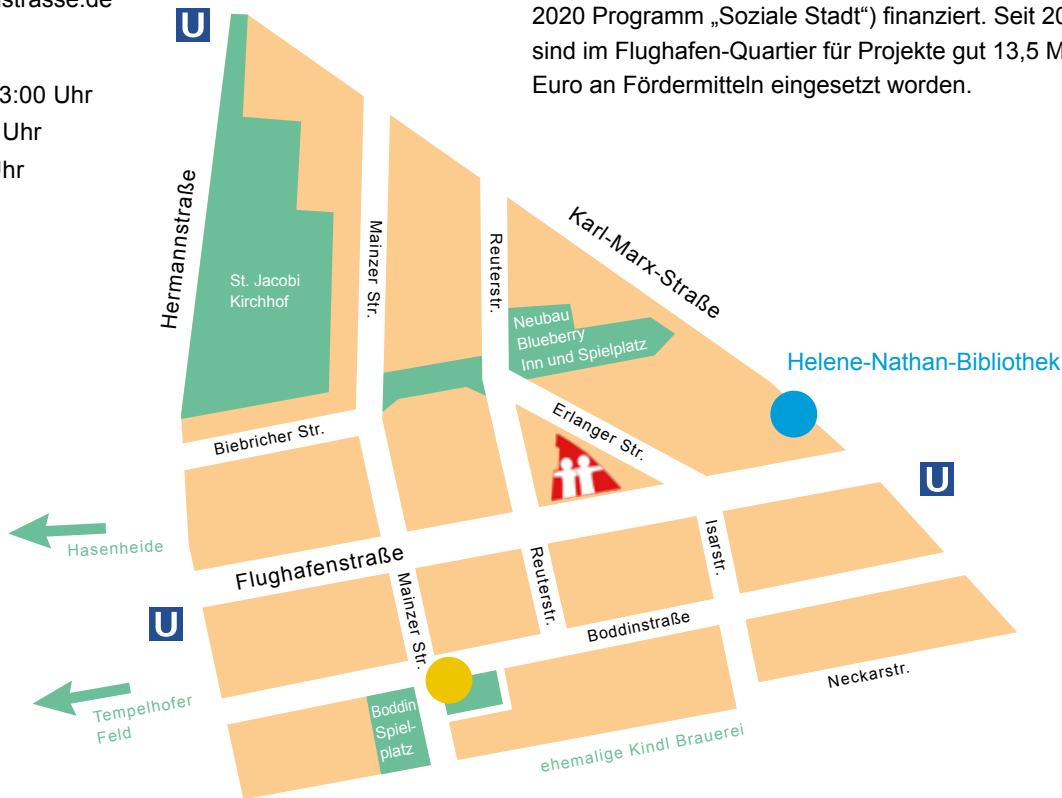 strasse.de
3:00 Uhr
Uhr
Uhr
2020 Programm „Soziale Stadt“) finanziert. Seit 20
sind im Flughafen-Quartier für Projekte gut 13,5 M
Euro an Fördermitteln eingesetzt worden.
U
Hermannstraße
St. Jacobi
Kirchhof
Mainzer Str.
Reuterstr.
Karl-Marx-Straße
Neubau
Blueberry
Inn und Spielplatz
Helene-Nathan-Bibliothek
Biebricher Str.
Erlanger Str.
U
Hasenheide
Flughafenstraße
Isarstr.
U
Mainzer Str.
Reuterstr.
Boddinstraße
Neckarstr.
Tempelhofer
Feld
Boddin
Spiel-
platz
ehemalige Kindl Brauerei